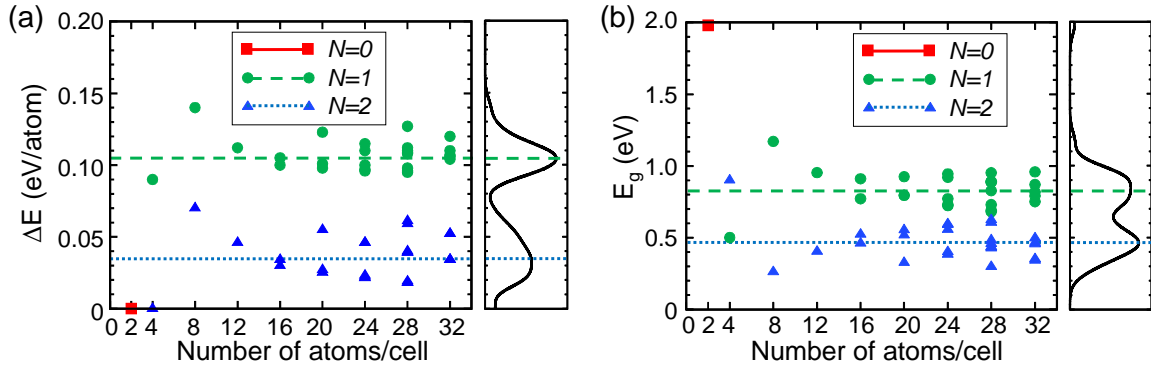 (a)
0.20
0.15
0.10
0.05
0
ΔE (eV/atom)
N=0
N=1
N=2
0 2 4 8 12 16 20 24 28 32
Number of atoms/cell
(b)
2.0
1.5
1.0
0.5
0
E_g (eV)
N=0
N=1
N=2
0 2 4 8 12 16 20 24 28 32
Number of atoms/cell